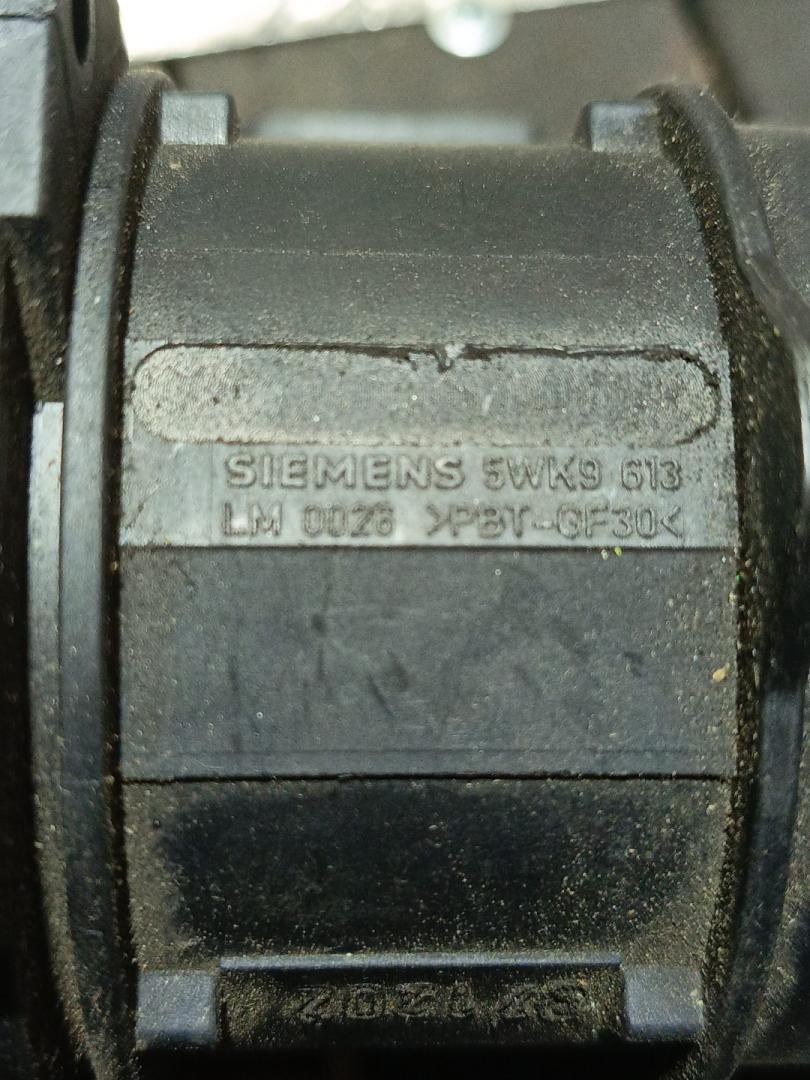 SIEMENS 5WK9 613
LM 0026 >PBT-GF30<